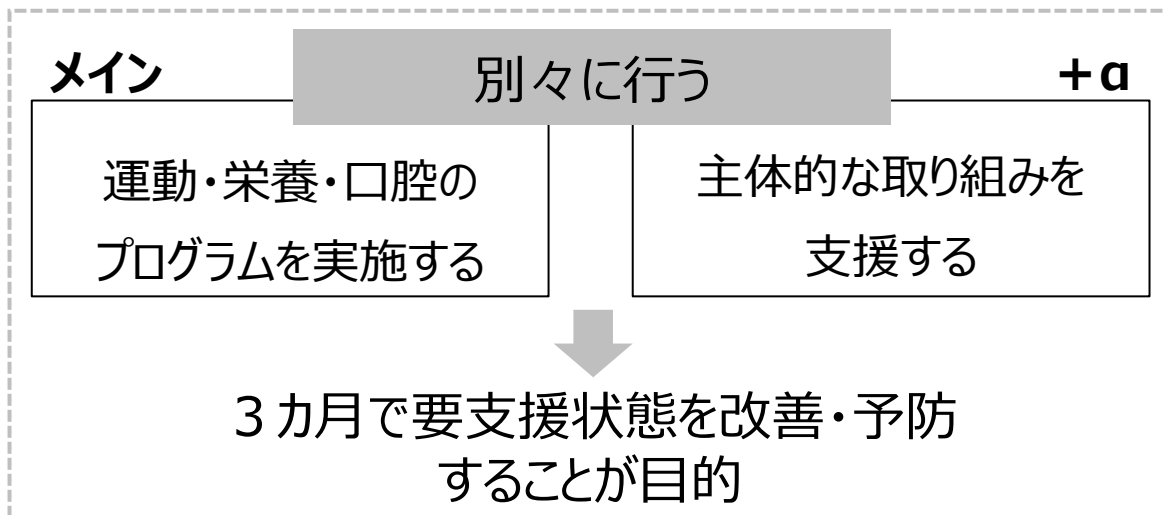 メイン
別々に行う
+α
運動・栄養・口腔の
プログラムを実施する
主体的な取り組みを
支援する
３カ月で要支援状態を改善・予防
することが目的